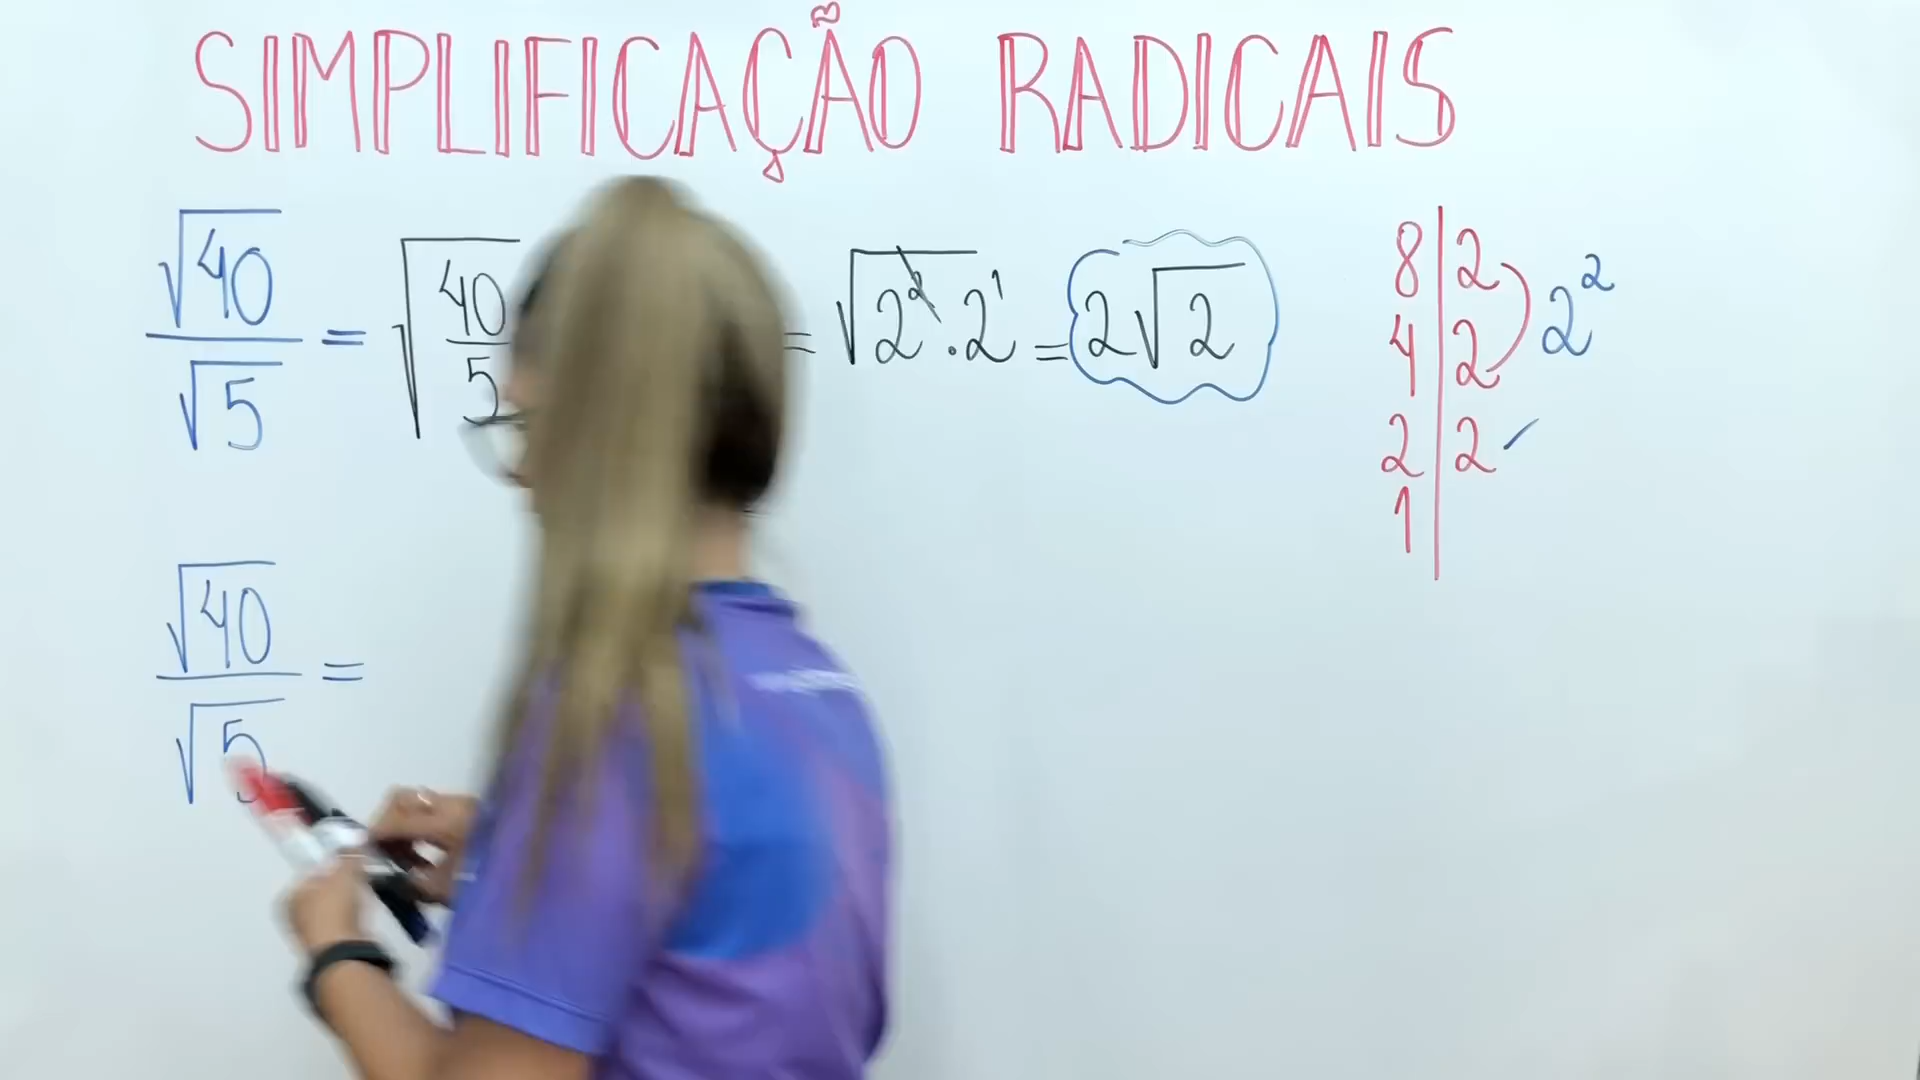 SIMPLIFICAÇÃO RADICAIS
√40/√5 = √(40/5) = √(2² · 2¹) = 2√2
8 | 2
4 | 2
2²
2 | 2 ✓
1 |
√40/√5 =